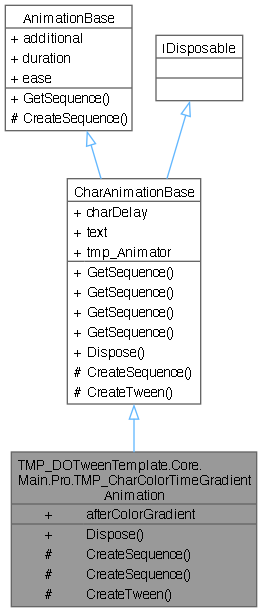 AnimationBase
+ additional
+ duration
+ ease
+ GetSequence()
# CreateSequence()
IDisposable
CharAnimationBase
+ charDelay
+ text
+ tmp_Animator
+ GetSequence()
+ GetSequence()
+ GetSequence()
+ GetSequence()
+ Dispose()
# CreateSequence()
# CreateTween()
TMP_DOTweenTemplate.Core.
Main.Pro.TMP_CharColorTimeGradient
Animation
+ afterColorGradient
+ Dispose()
# CreateSequence()
# CreateSequence()
# CreateTween()